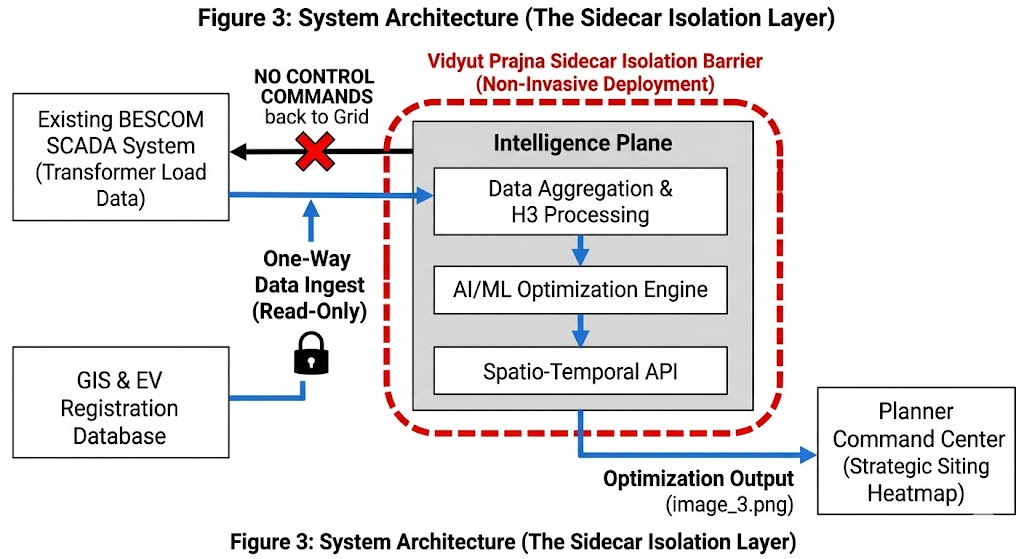 Figure 3: System Architecture (The Sidecar Isolation Layer)
Vidyut Prajna Sidecar Isolation Barrier
(Non-Invasive Deployment)
NO CONTROL
COMMANDS
back to Grid
Existing BESCOM
SCADA System
(Transformer Load
Data)
Intelligence Plane
Data Aggregation &
H3 Processing
One-Way
Data Ingest
(Read-Only)
AI/ML Optimization Engine
GIS & EV
Registration
Database
Spatio-Temporal API
Planner
Command Center
(Strategic Siting
Heatmap)
Optimization Output
(image_3.png)
Figure 3: System Architecture (The Sidecar Isolation Layer)